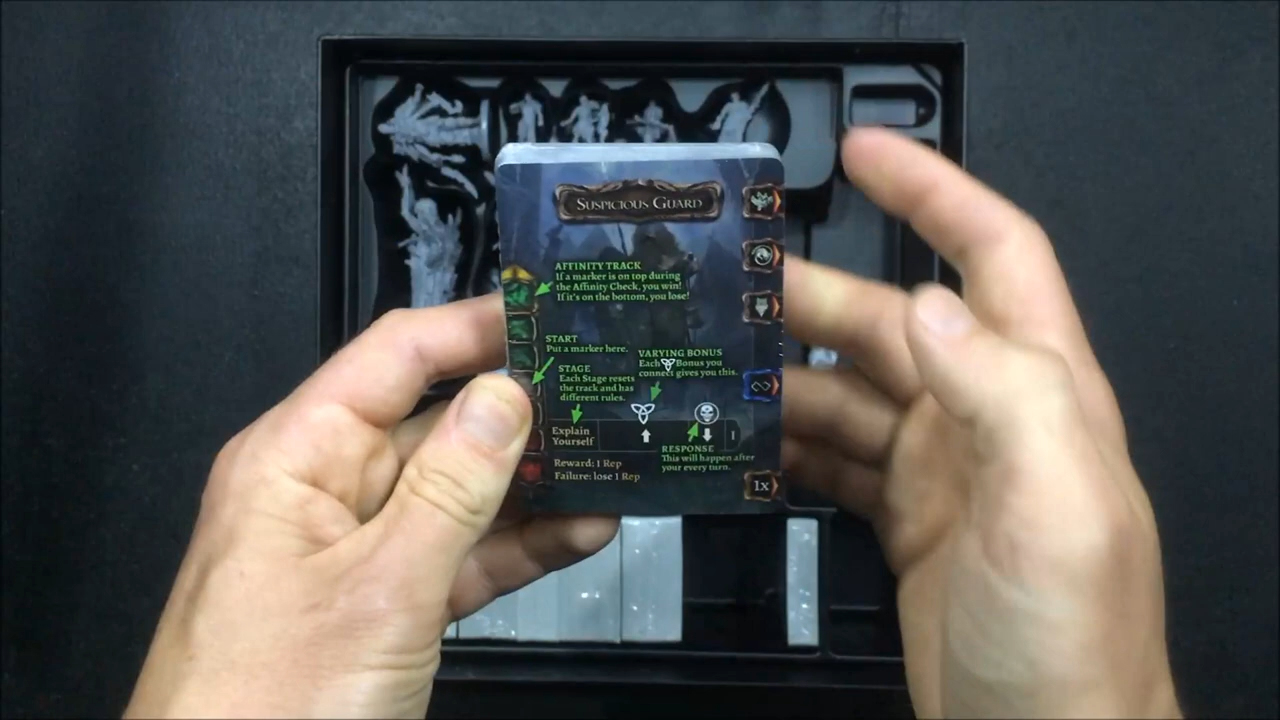 SUSPICIOUS GUARD
AFFINITY TRACK
If a marker is on top during
the Affinity Check, you win!
If it's on the bottom, you lose!
START
Put a marker here.
STAGE
Each Stage resets
the track and has
different rules.
VARYING BONUS
Each Bonus you
connect gives you this.
Explain
Yourself
I
RESPONSE
This will happen after
your every turn.
Reward: 1 Rep
Failure: lose 1 Rep
1x